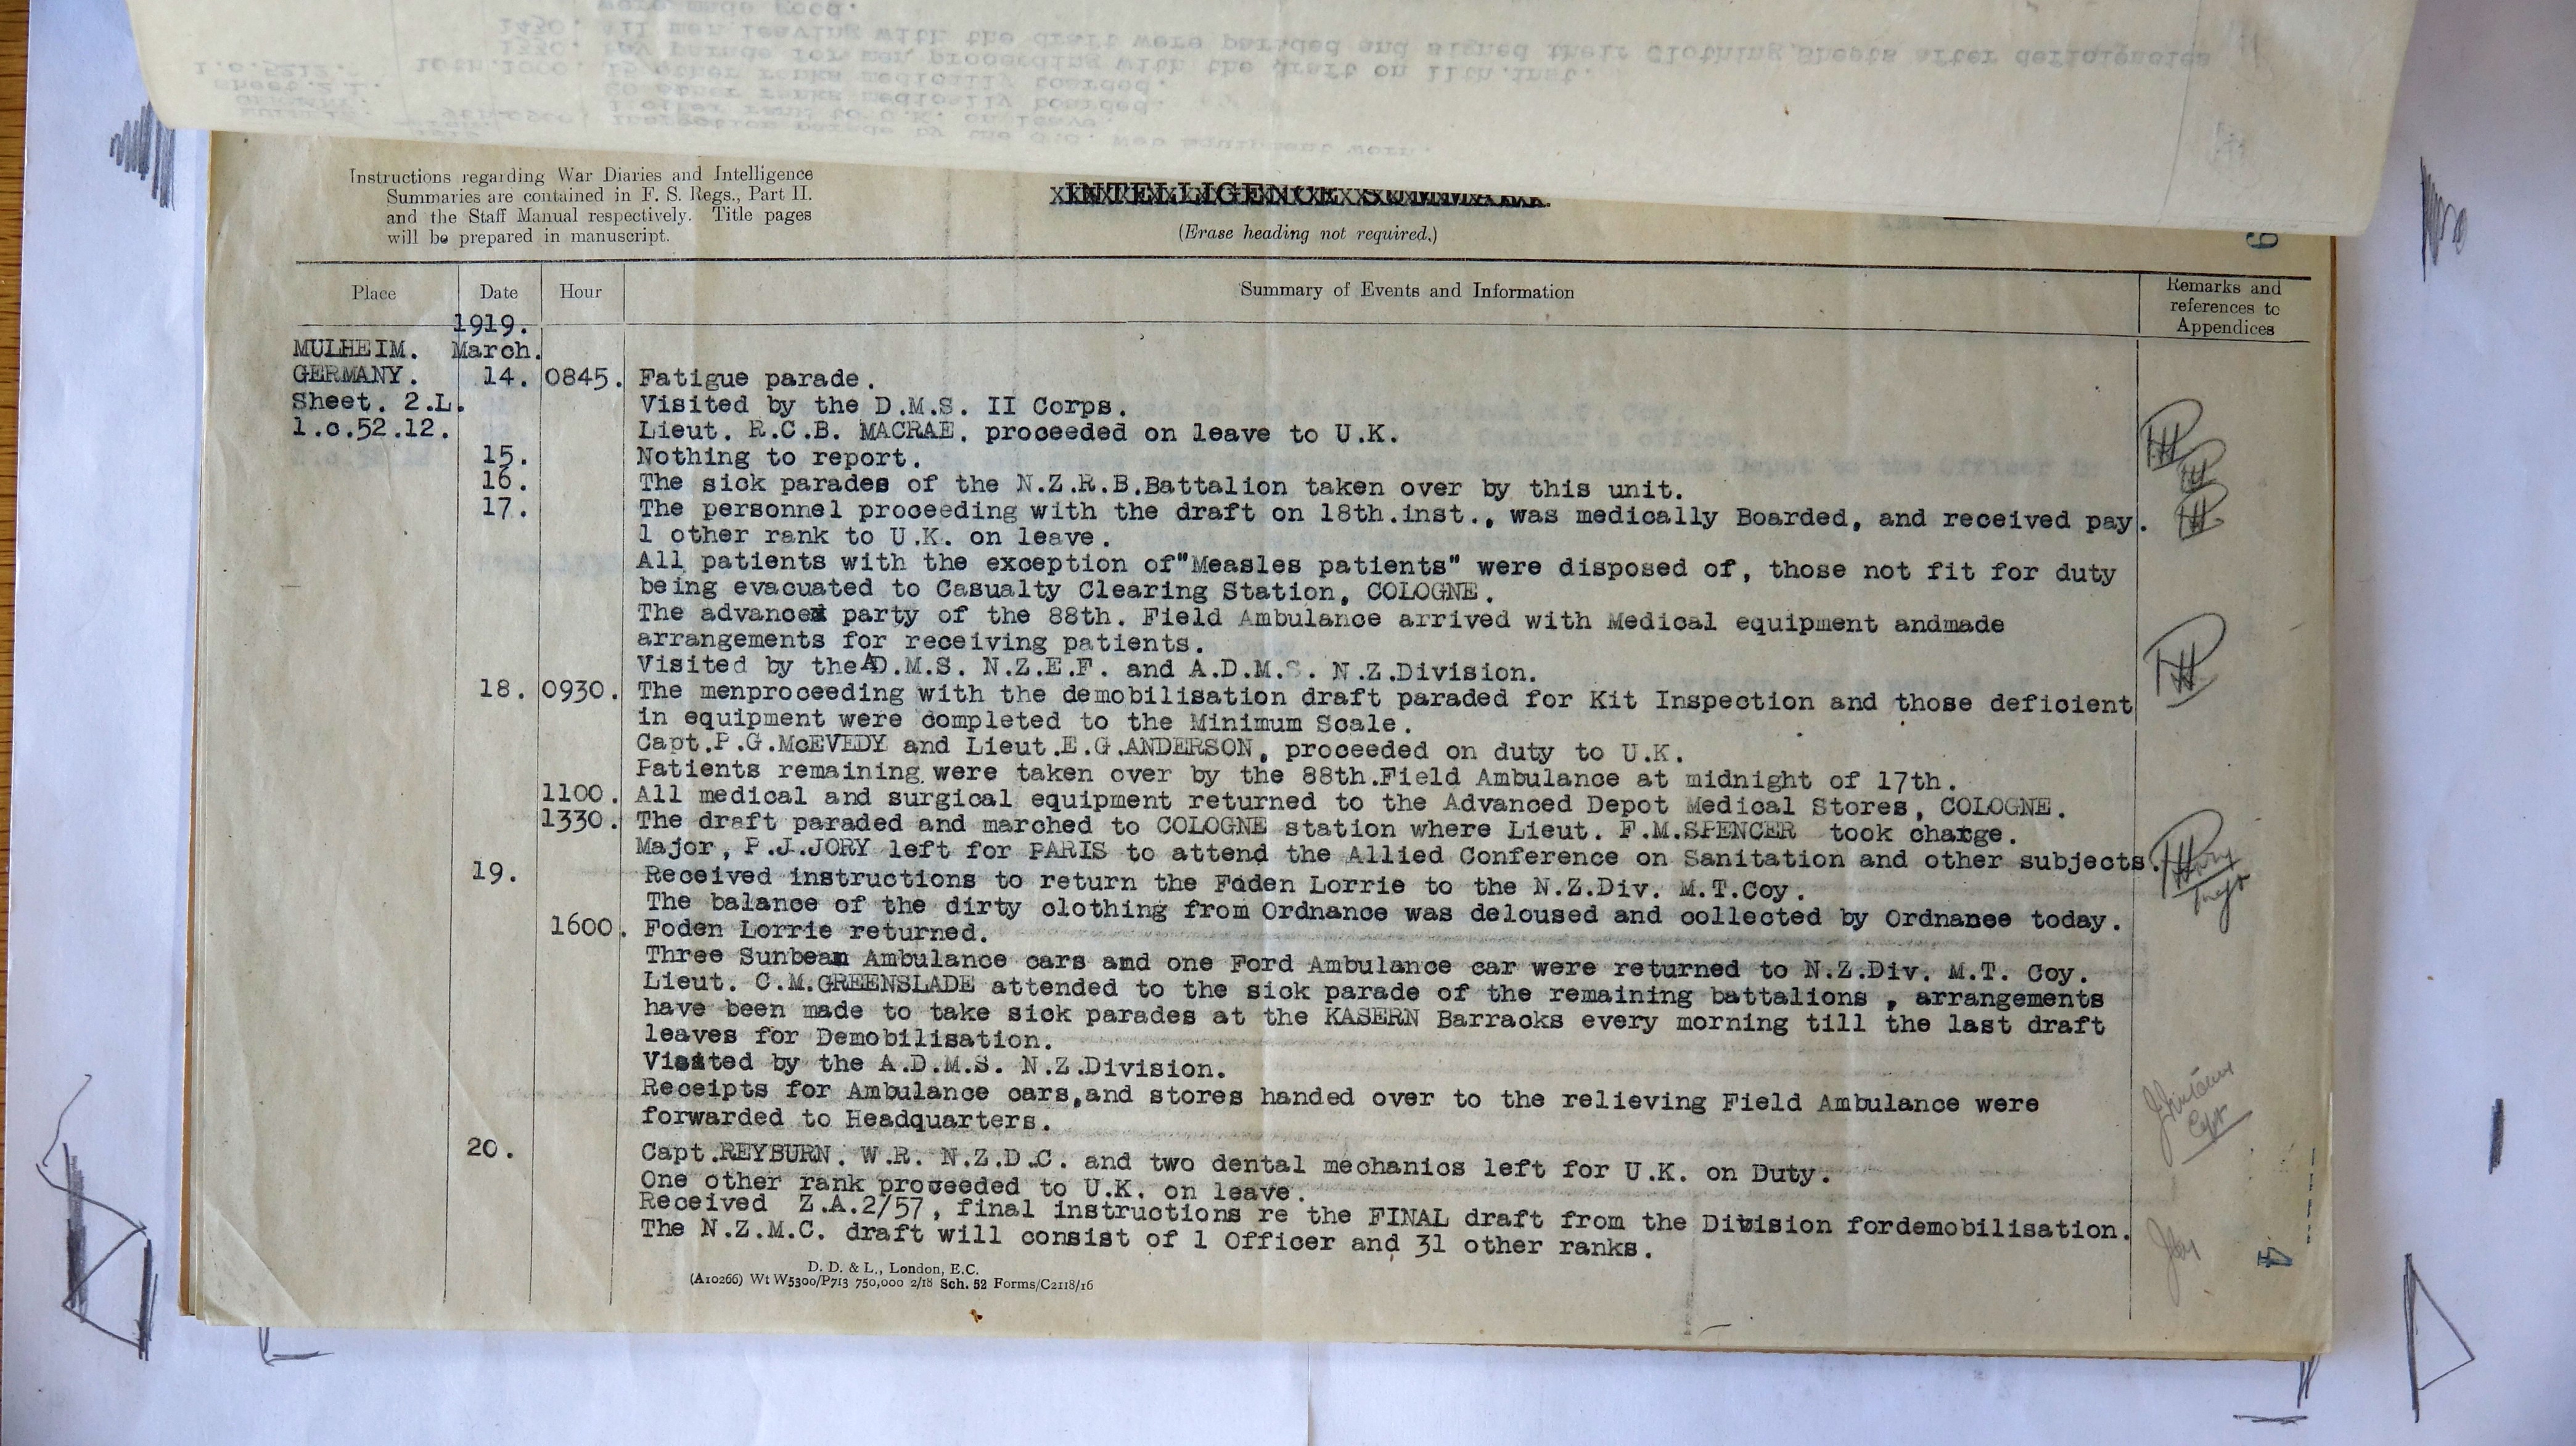 Instructions regarding War Diaries and Intelligence
Summaries are contained in F. S. Regs., Part II.
and the Staff Manual respectively. Title pages
will be prepared in manuscript.
INTELLIGENCE
(Erase heading not required.)
Place Date Hour Summary of Events and Information Remarks and
references to
Appendices
1919.
MULHEIM. March.
GERMANY. 14. 0845. Fatigue parade.
Sheet. 2.L. Visited by the D.M.S. II Corps.
1.c.52.12. Lieut. R.C.B. MACRAE, proceeded on leave to U.K.
15. Nothing to report.
16. The sick parades of the N.Z.R.B.Battalion taken over by this unit.
17. The personnel proceeding with the draft on 18th.inst., was medically Boarded, and received pay.
1 other rank to U.K. on leave.
All patients with the exception of"Measles patients" were disposed of, those not fit for duty
being evacuated to Casualty Clearing Station, COLOGNE.
The advance party of the 88th. Field Ambulance arrived with Medical equipment andmade
arrangements for receiving patients.
Visited by the D.M.S. N.Z.E.F. and A.D.M.S. N.Z.Division.
18. 0930. The menproceeding with the demobilisation draft paraded for Kit Inspection and those deficient
in equipment were completed to the Minimum Scale.
Capt.P.G.McEVEDY and Lieut.E.G.ANDERSON, proceeded on duty to U.K.
Patients remaining were taken over by the 88th.Field Ambulance at midnight of 17th.
1100. All medical and surgical equipment returned to the Advanced Depot Medical Stores, COLOGNE.
1330. The draft paraded and marched to COLOGNE station where Lieut. F.M.SPENCER took charge.
Major, P.J.JORY left for PARIS to attend the Allied Conference on Sanitation and other subjects.
19. Received instructions to return the Foden Lorrie to the N.Z.Div. M.T.Coy.
The balance of the dirty clothing from Ordnance was deloused and collected by Ordnance today.
1600. Foden Lorrie returned.
Three Sunbeam Ambulance cars and one Ford Ambulance car were returned to N.Z.Div. M.T. Coy.
Lieut. C.M.GREENSLADE attended to the sick parade of the remaining battalions , arrangements
have been made to take sick parades at the KASERN Barracks every morning till the last draft
leaves for Demobilisation.
Visited by the A.D.M.S. N.Z.Division.
Receipts for Ambulance cars,and stores handed over to the relieving Field Ambulance were
forwarded to Headquarters.
20. Capt.REYBURN. W.R. N.Z.D.C. and two dental mechanics left for U.K. on Duty.
One other rank proceeded to U.K. on leave.
Received Z.A.2/57, final instructions re the FINAL draft from the Division fordemobilisation.
The N.Z.M.C. draft will consist of 1 Officer and 31 other ranks.
D. D. & L., London, E.C.
(A10266) Wt W5300/P713 750,000 2/18 Sch. 52 Forms/C2118/16